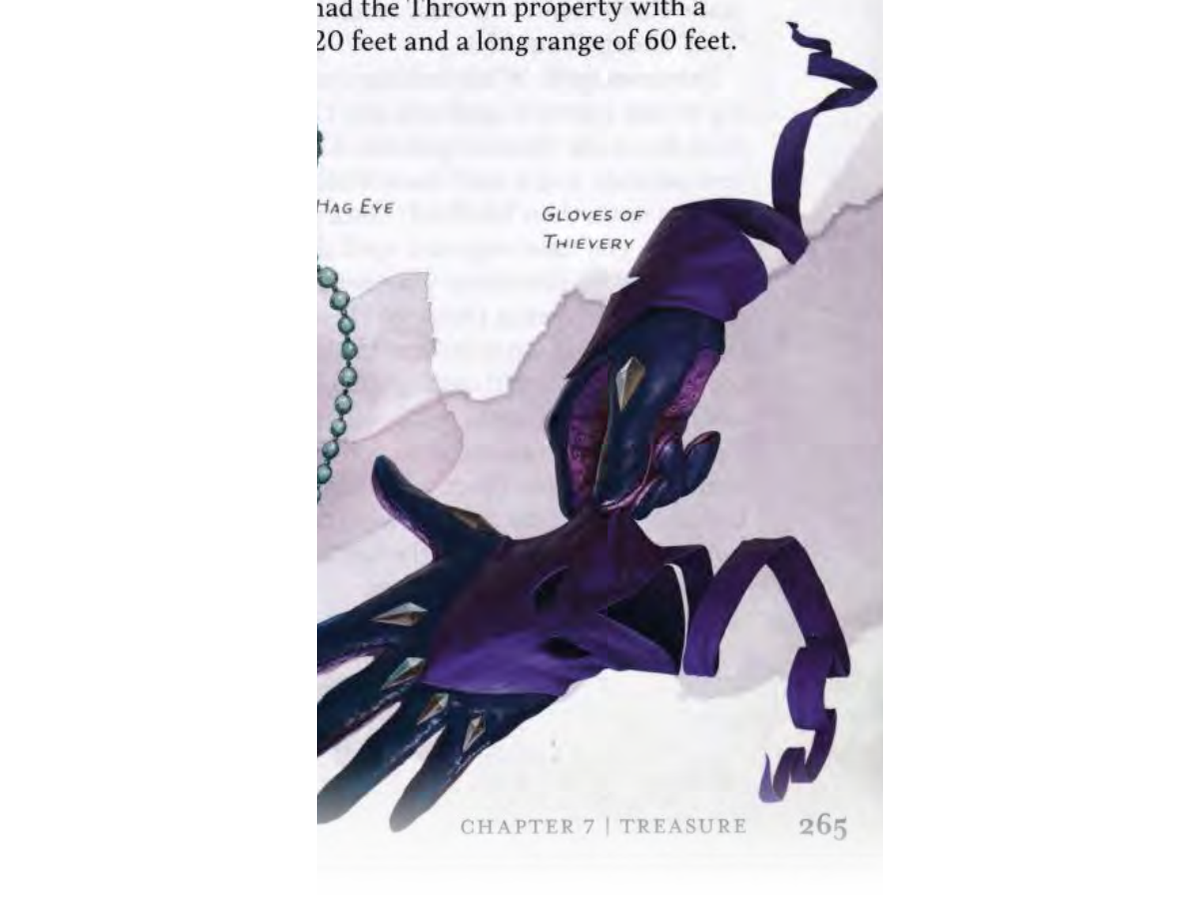 had the Thrown property with a
20 feet and a long range of 60 feet.
HAG EYE
GLOVES OF
THIEVERY
CHAPTER 7 | TREASURE 265